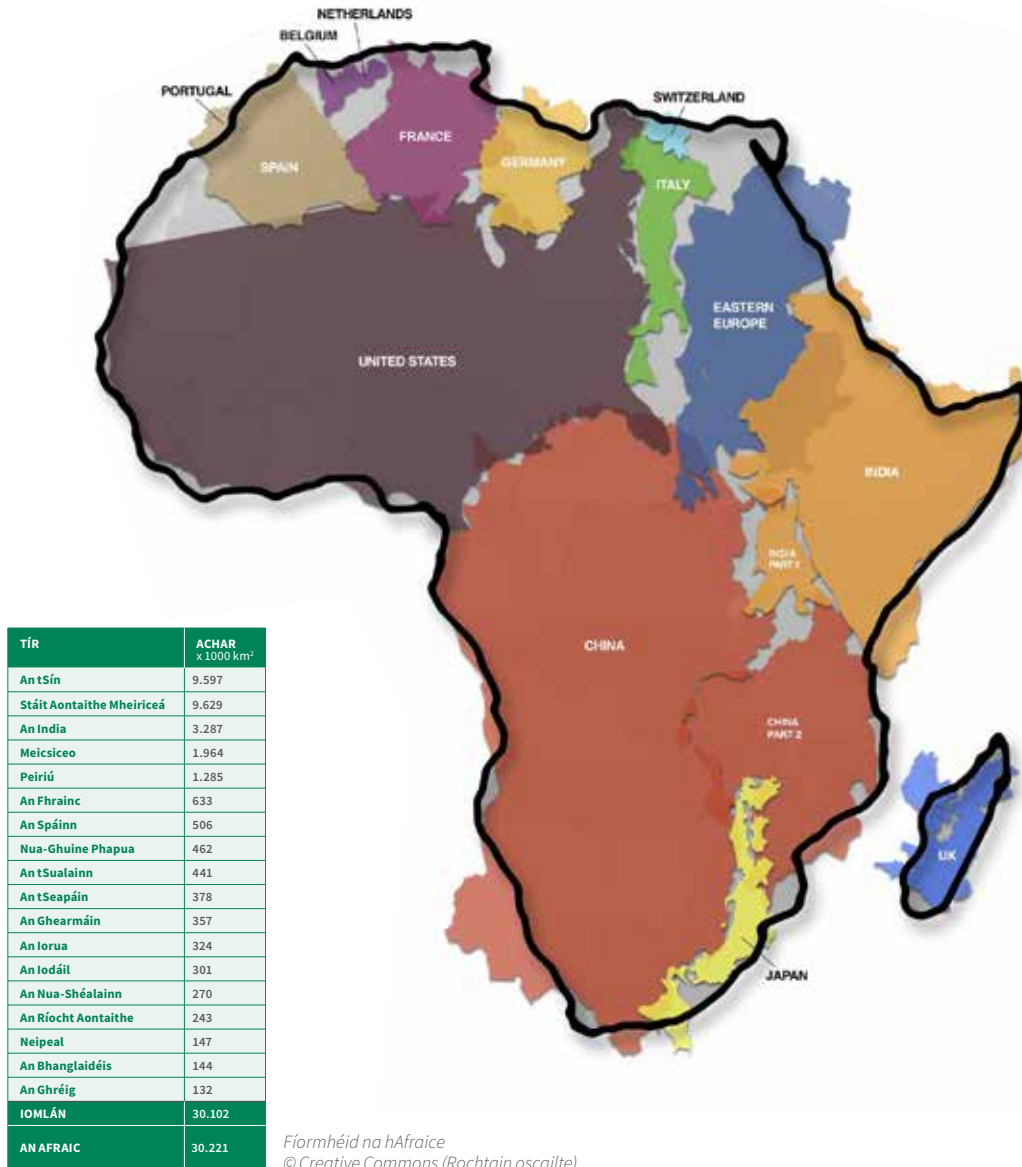 NETHERLANDS
BELGIUM
PORTUGAL
SWITZERLAND
FRANCE
GERMANY
SPAIN
ITALY
EASTERN
EUROPE
UNITED STATES
INDIA
INDIA
PART 2
CHINA
CHINA
PART 2
UK
JAPAN
TÍR ACHAR
x 1000 km²
An tSín 9.597
Stáit Aontaithe Mheiriceá 9.629
An India 3.287
Meicsiceo 1.964
Peiriú 1.285
An Fhrainc 633
An Spáinn 506
Nua-Ghuine Phapua 462
An tSualainn 441
An tSeapáin 378
An Ghearmáin 357
An Iorua 324
An Iodáil 301
An Nua-Shéalainn 270
An Ríocht Aontaithe 243
Neipeal 147
An Bhanglaidéis 144
An Ghréig 132
IOMLÁN 30.102
AN AFRAIC 30.221
Fíormhéid na hAfraice
© Creative Commons (Rochtain oscailte)